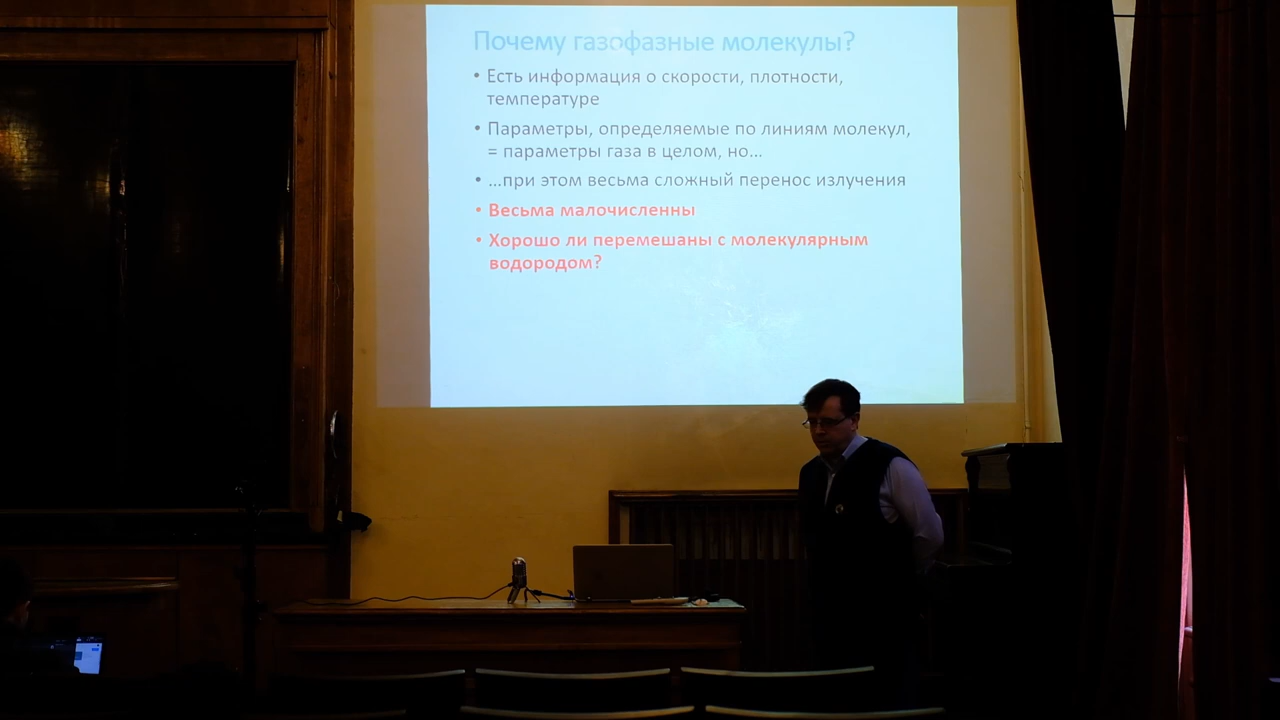 Почему газофазные молекулы?
• Есть информация о скорости, плотности,
температуре
• Параметры, определяемые по линиям молекул,
= параметры газа в целом, но...
• ...при этом весьма сложный перенос излучения
• Весьма малочисленны
• Хорошо ли перемешаны с молекулярным
водородом?